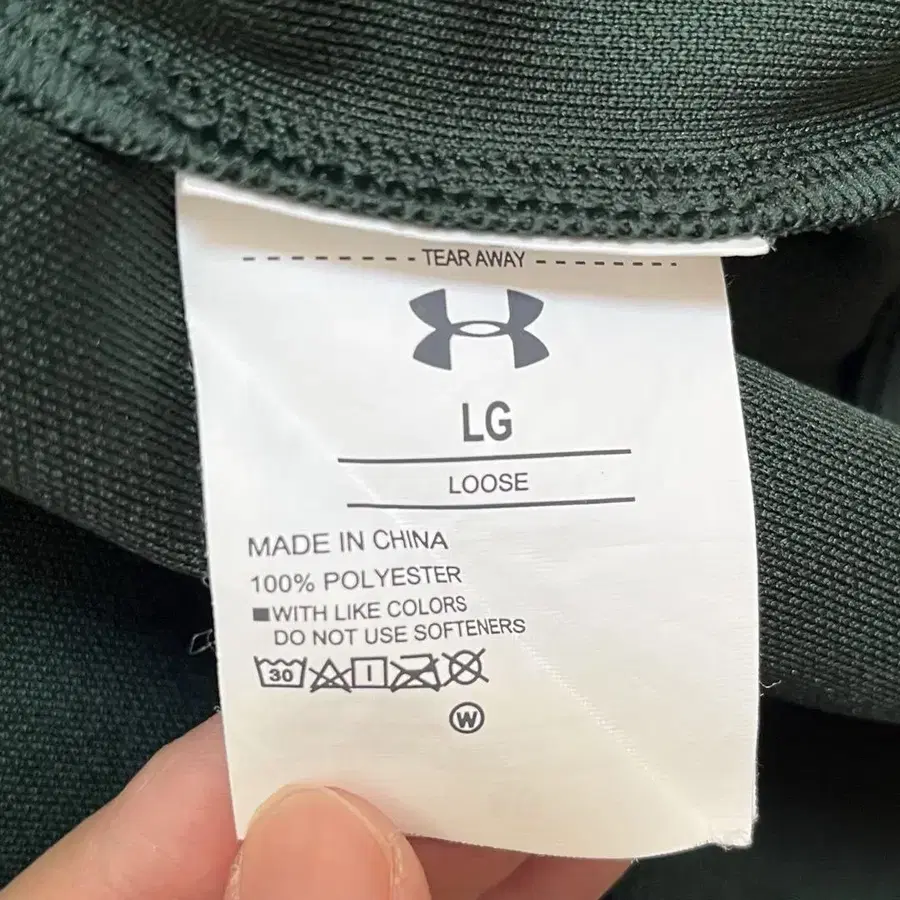 TEAR AWAY
LG
LOOSE
MADE IN CHINA
100% POLYESTER
WITH LIKE COLORS
DO NOT USE SOFTENERS
30
W